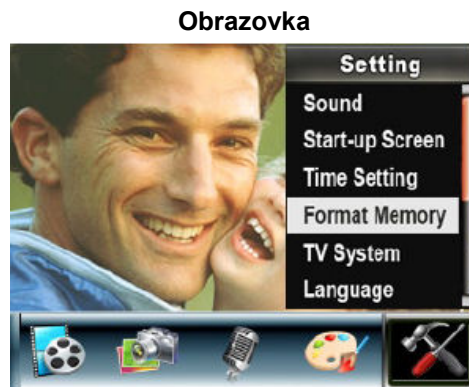 Obrazovka
Setting
Sound
Start-up Screen
Time Setting
Format Memory
TV System
Language